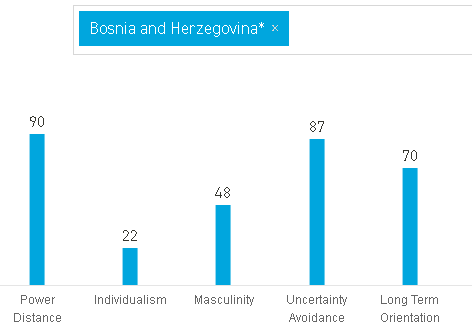 Bosnia and Herzegovina* ×
90
22
48
87
70
Power Distance
Individualism
Masculinity
Uncertainty Avoidance
Long Term Orientation